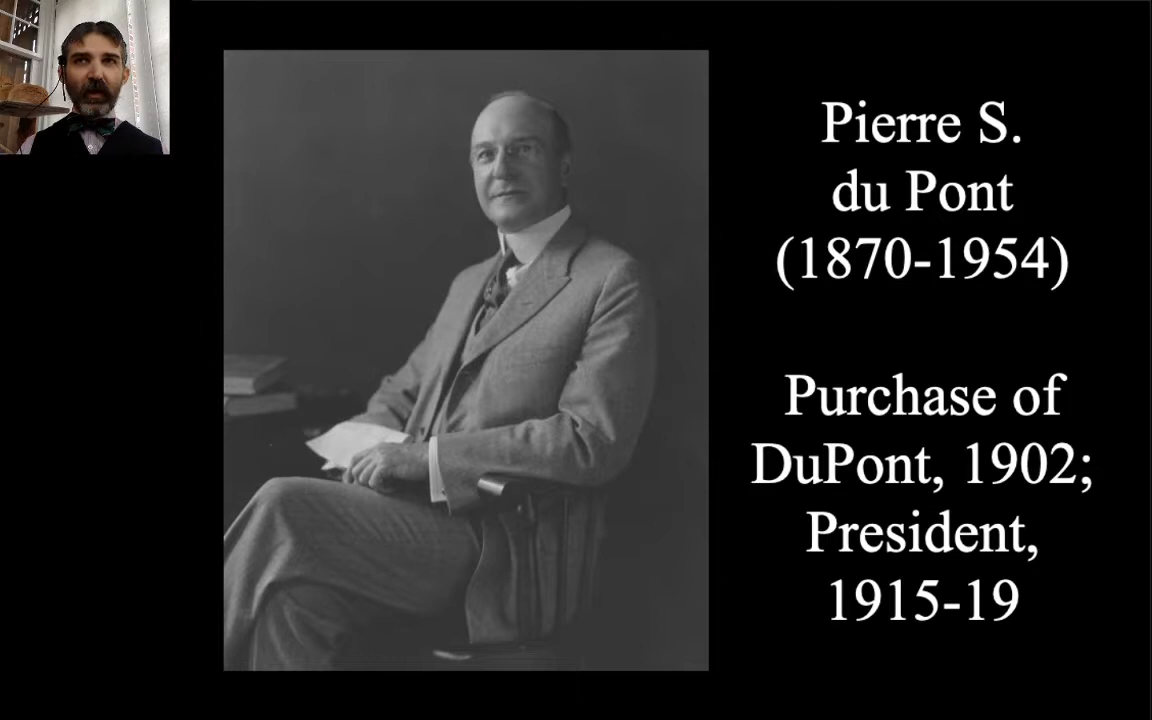 Pierre S.
du Pont
(1870-1954)
Purchase of
DuPont, 1902;
President,
1915-19